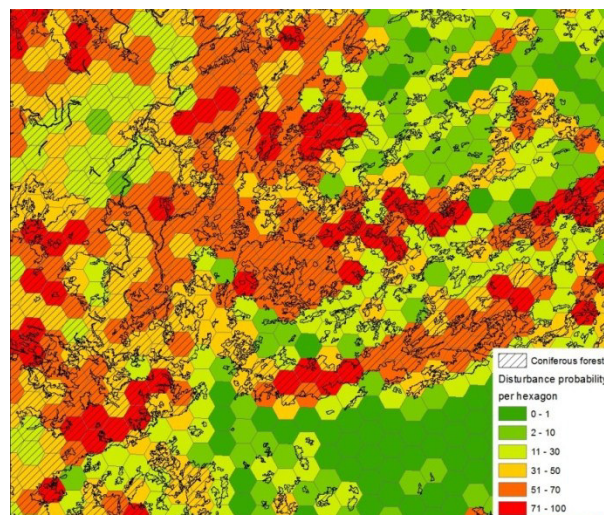 Coniferous forest
Disturbance probability
per hexagon
0 - 1
2 - 10
11 - 30
31 - 50
51 - 70
71 - 100